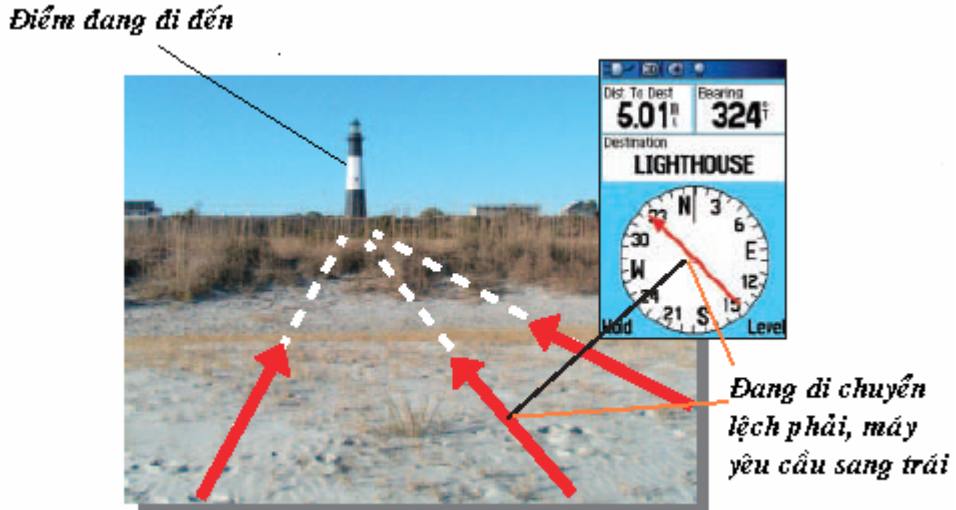 Điểm đang đi đến
Dist To Dest
Bearing
5.01
324
Destination
LIGHTHOUSE
N
3
6
E
12
15
S
21
24
W
30
33
Hold
Level
Đang di chuyển
lệch phải, máy
yêu cầu sang trái